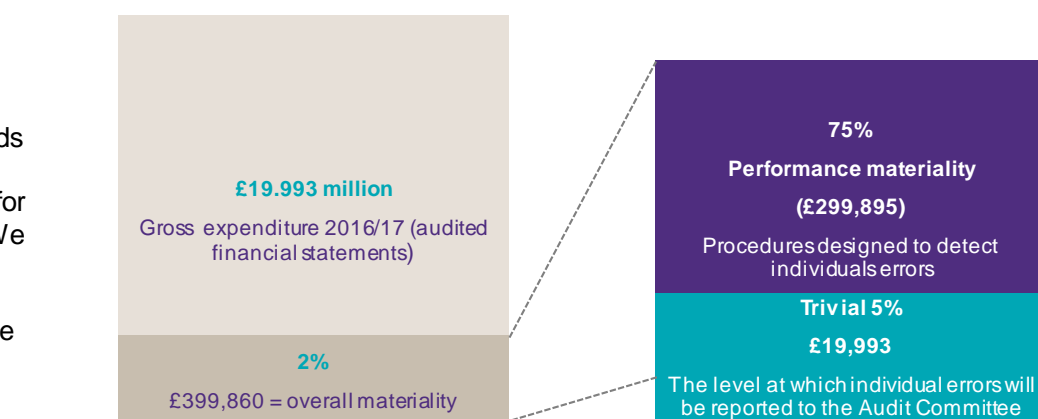 ds
for
We
e
£19.993 million
Gross expenditure 2016/17 (audited
financial statements)
2%
£399,860 = overall materiality
75%
Performance materiality
(£299,895)
Procedures designed to detect
individuals errors
Trivial 5%
£19,993
The level at which individual errors will
be reported to the Audit Committee